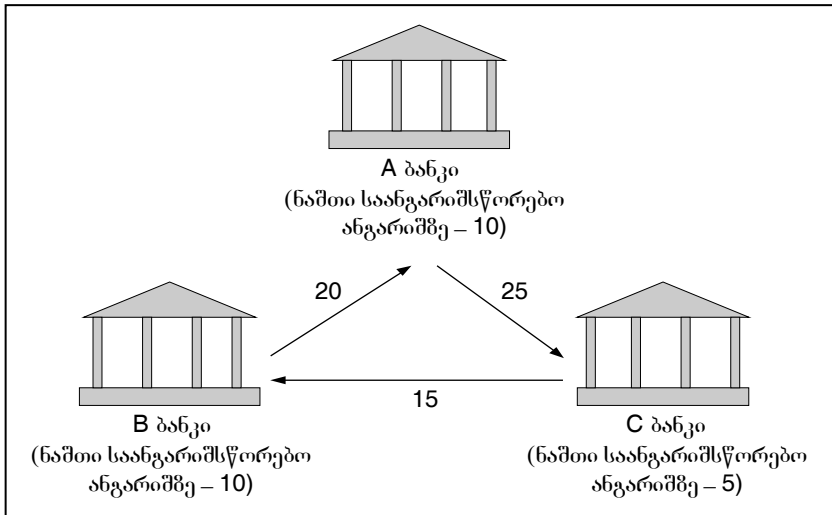 A ბანკი
(ნაშთი საანგარიშსწორებო
ანგარიშზე – 10)
20
25
15
B ბანკი
(ნაშთი საანგარიშსწორებო
ანგარიშზე – 10)
C ბანკი
(ნაშთი საანგარიშსწორებო
ანგარიშზე – 5)